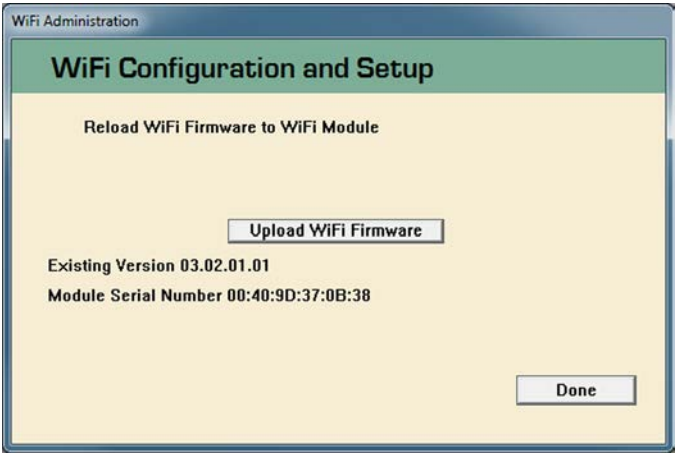 WiFi Administration
WiFi Configuration and Setup
Reload WiFi Firmware to WiFi Module
Upload WiFi Firmware
Existing Version 03.02.01.01
Module Serial Number 00:40:9D:37:0B:38
Done